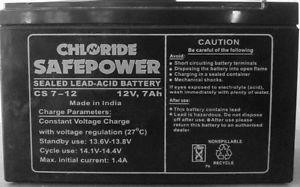 CHLORIDE
SAFEPOWER
SEALED LEAD-ACID BATTERY
CS 7-12 12V, 7Ah
Made in India
Charge Parameters:
Constant Voltage Charge
with voltage regulation (27°C)
Standby use: 13.6V-13.8V
Cycle use: 14.1V-14.4V
Max. initial current: 1.4A
CAUTION
Be careful of the following
Avoid:
• Short circuiting battery terminals
• Disposing the battery into open flame
• Charging in a sealed container
• Mechanical shocks.
If eyes exposed to electrolyte (acid),
wash immediately with plenty of water.
Also:
• This battery contains lead-
• Lead is hazardous. Do not dispose
off after use.
• After use please return this
battery to an authorised
dealer.
NONSPILLABLE
RECYCLE
Pb